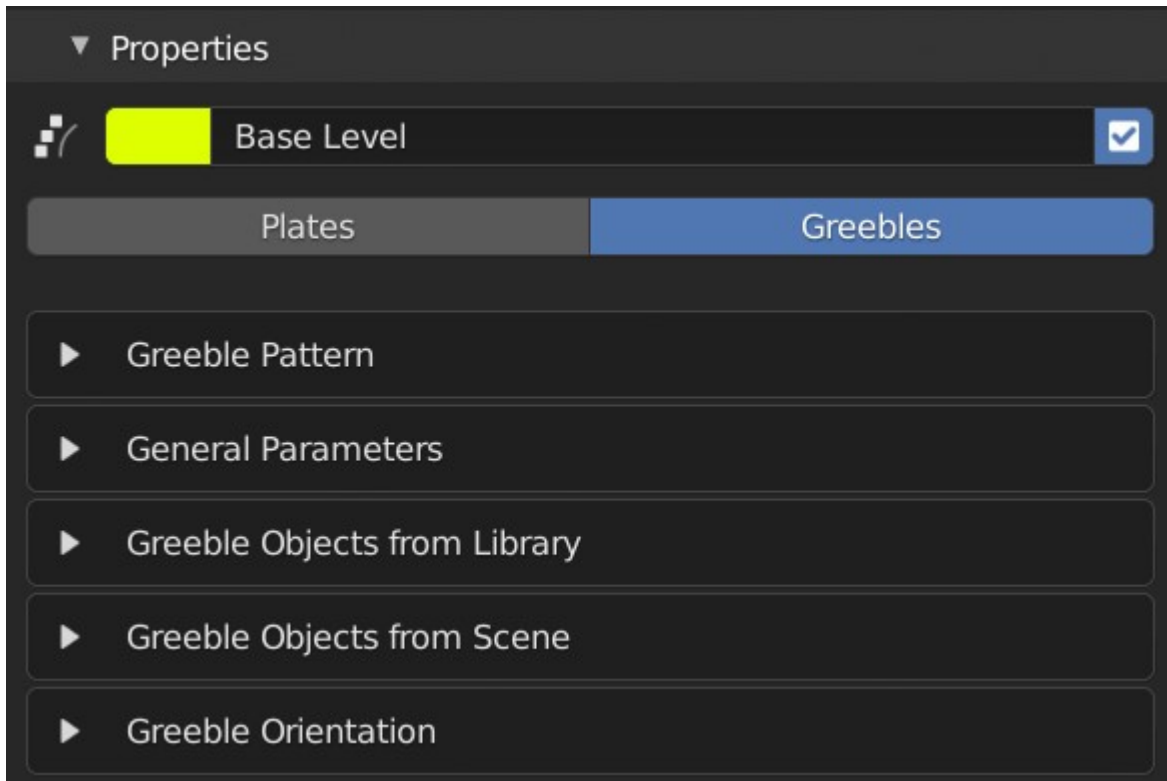 Properties
Base Level
Plates Greebles
Greeble Pattern
General Parameters
Greeble Objects from Library
Greeble Objects from Scene
Greeble Orientation